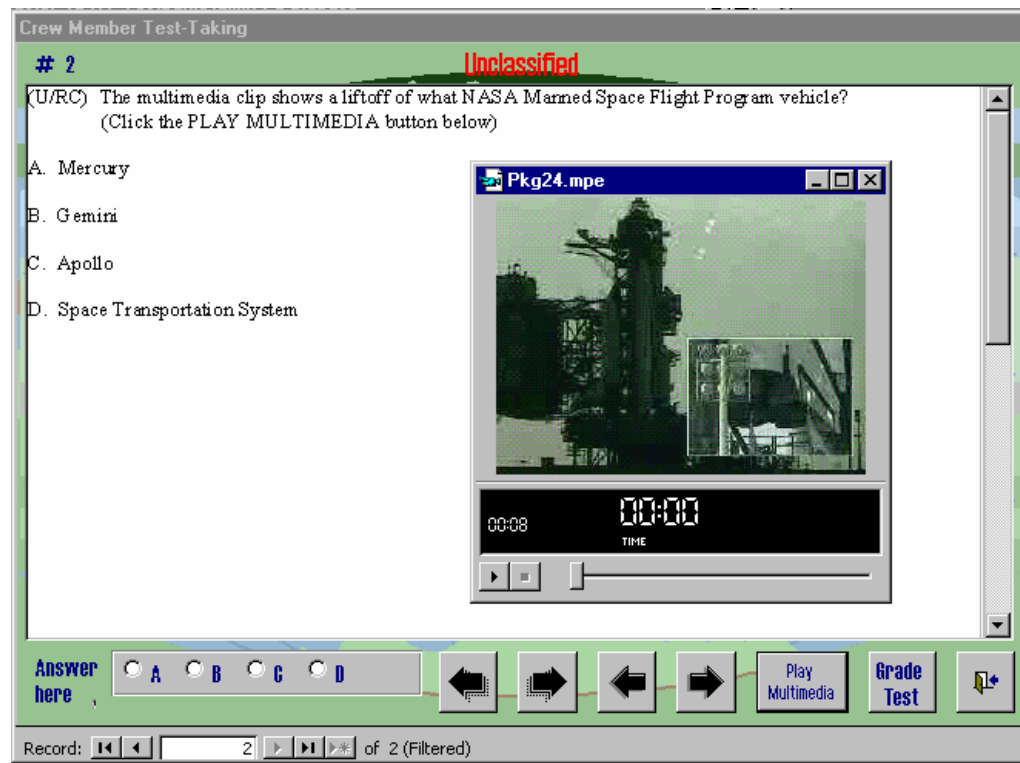 Crew Member Test-Taking
# 2
Unclassified
(U/RC) The multimedia clip shows a liftoff of what NASA Manned Space Flight Program vehicle?
(Click the PLAY MULTIMEDIA button below)
A. Mercury
B. Gemini
C. Apollo
D. Space Transportation System
Pkg24.mpe
00:08
00:00
TIME
Answer here ,
A B C D
Play Multimedia
Grade Test
Record: 2 of 2 (Filtered)